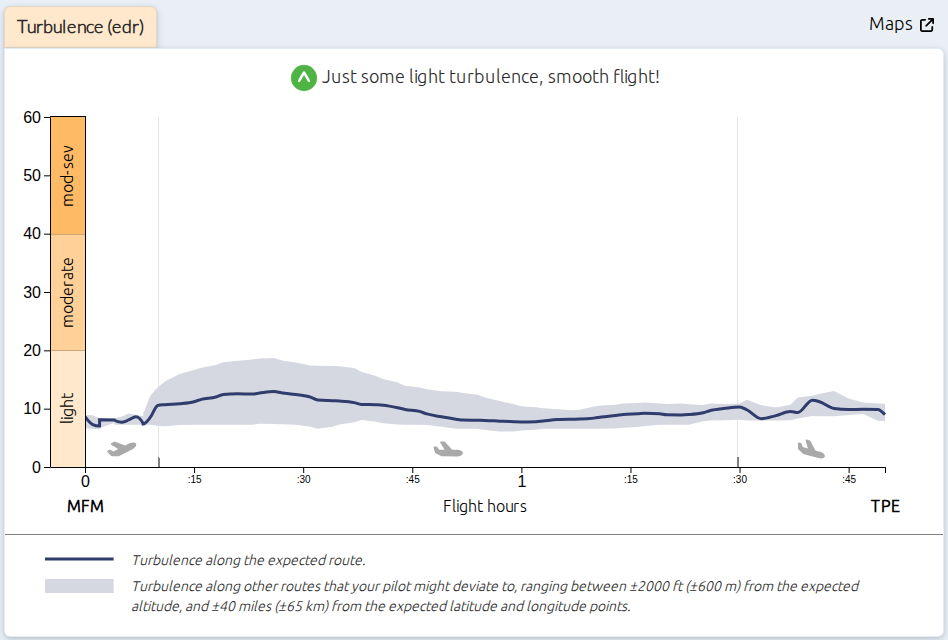 Turbulence (edr)
Maps
Just some light turbulence, smooth flight!
60
50
40
30
20
10
0
mod-sev
moderate
light
0 :15 :30 :45 1 :15 :30 :45
MFM Flight hours TPE
Turbulence along the expected route.
Turbulence along other routes that your pilot might deviate to, ranging between ±2000 ft (±600 m) from the expected
altitude, and ±40 miles (±65 km) from the expected latitude and longitude points.